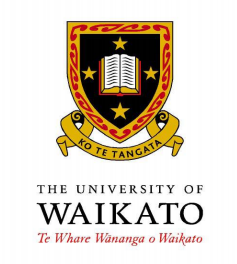 KO TE TANGATA
THE UNIVERSITY OF
WAIKATO
Te Whare Wānanga o Waikato